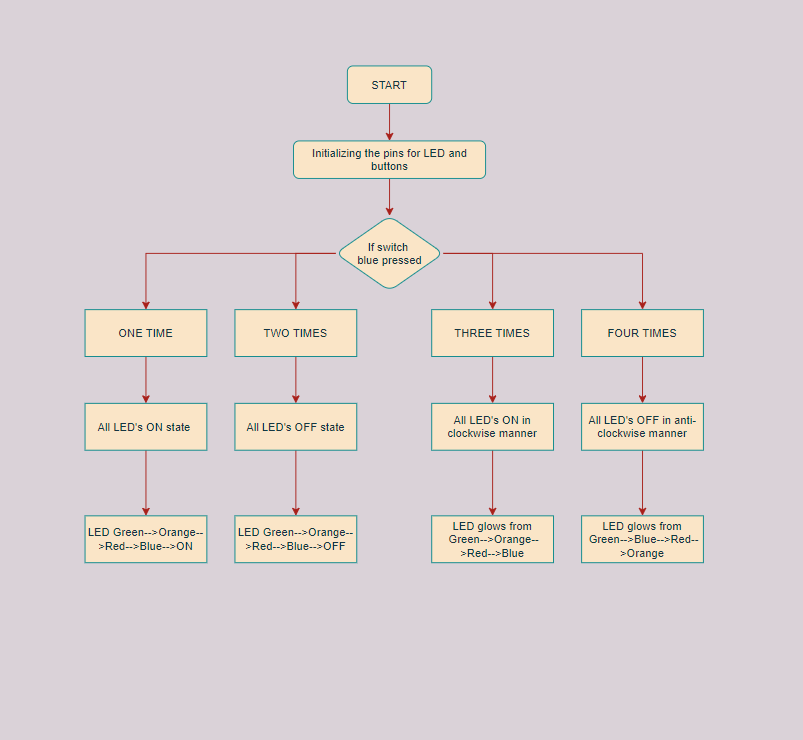 START
Initializing the pins for LED and
buttons
If switch
blue pressed
ONE TIME
TWO TIMES
THREE TIMES
FOUR TIMES
All LED's ON state
All LED's OFF state
All LED's ON in
clockwise manner
All LED's OFF in anti-
clockwise manner
LED Green-->Orange--
>Red-->Blue-->ON
LED Green-->Orange--
>Red-->Blue-->OFF
LED glows from
Green-->Orange--
>Red-->Blue
LED glows from
Green-->Blue-->Red--
>Orange